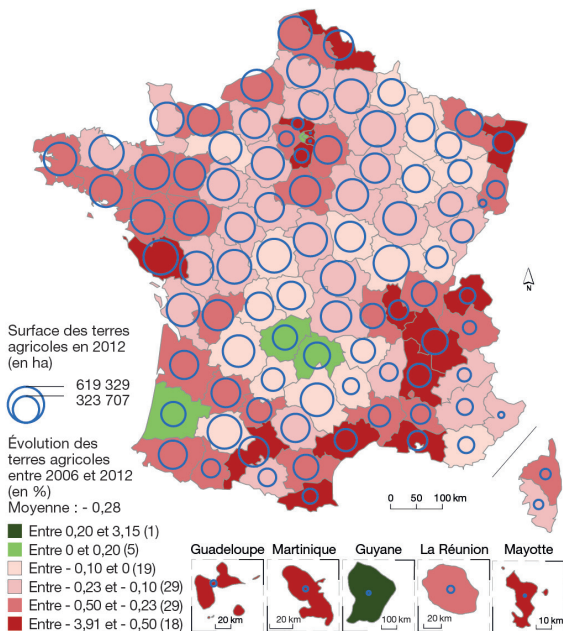 N
Surface des terres
agricoles en 2012
(en ha)
619 329
323 707
Évolution des
terres agricoles
entre 2006 et 2012
(en %)
Moyenne : - 0,28
Entre 0,20 et 3,15 (1)
Entre 0 et 0,20 (5)
Entre - 0,10 et 0 (19)
Entre - 0,23 et - 0,10 (29)
Entre - 0,50 et - 0,23 (29)
Entre - 3,91 et - 0,50 (18)
0 50 100 km
Guadeloupe
Martinique
Guyane
La Réunion
Mayotte
20 km
20 km
100 km
20 km
10 km